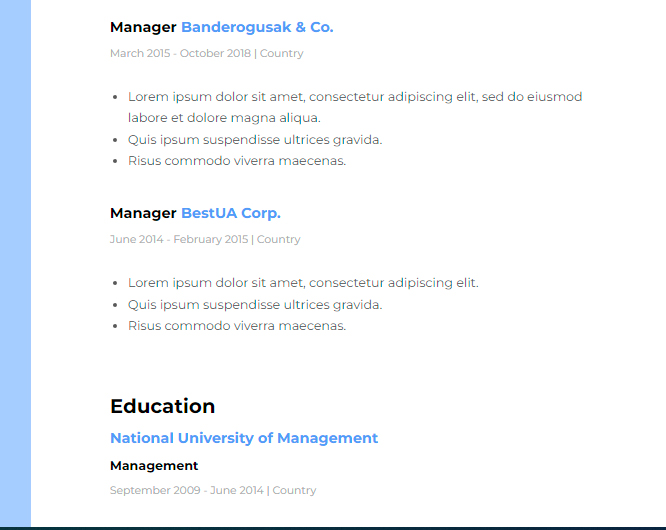 Manager Banderogusak & Co.
March 2015 - October 2018 | Country
• Lorem ipsum dolor sit amet, consectetur adipiscing elit, sed do eiusmod
labore et dolore magna aliqua.
• Quis ipsum suspendisse ultrices gravida.
• Risus commodo viverra maecenas.
Manager BestUA Corp.
June 2014 - February 2015 | Country
• Lorem ipsum dolor sit amet, consectetur adipiscing elit.
• Quis ipsum suspendisse ultrices gravida.
• Risus commodo viverra maecenas.
Education
National University of Management
Management
September 2009 - June 2014 | Country